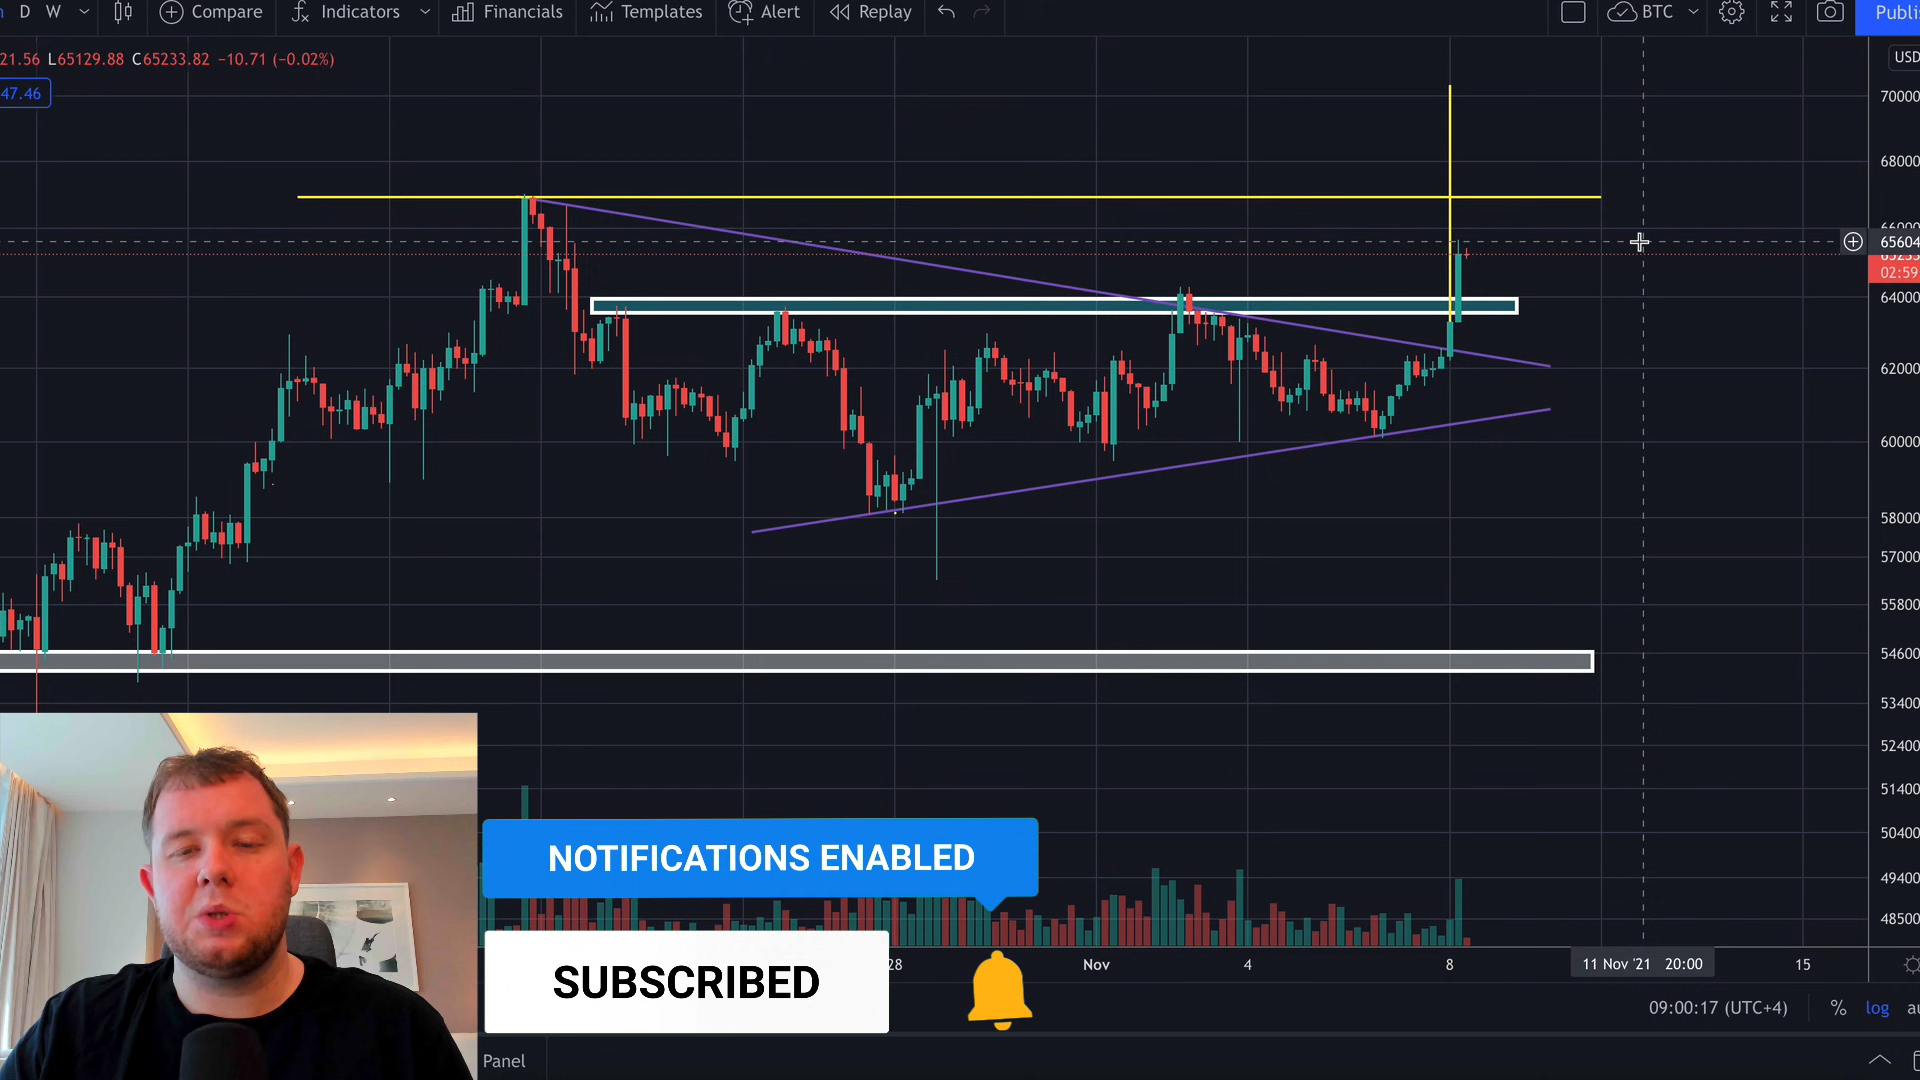 D W Compare Indicators Financials Templates Alert Replay BTC Publi
21.56 L65129.88 C65233.82 −10.71 (−0.02%)
USD
47.46
70000
68000
66000
65604
65233
02:59
64000
62000
60000
58000
57000
55800
54600
53400
52400
51400
50400
49400
48500
NOTIFICATIONS ENABLED
SUBSCRIBED
28 Nov 4 8 11 Nov '21 20:00 15
09:00:17 (UTC+4) % log au
Panel